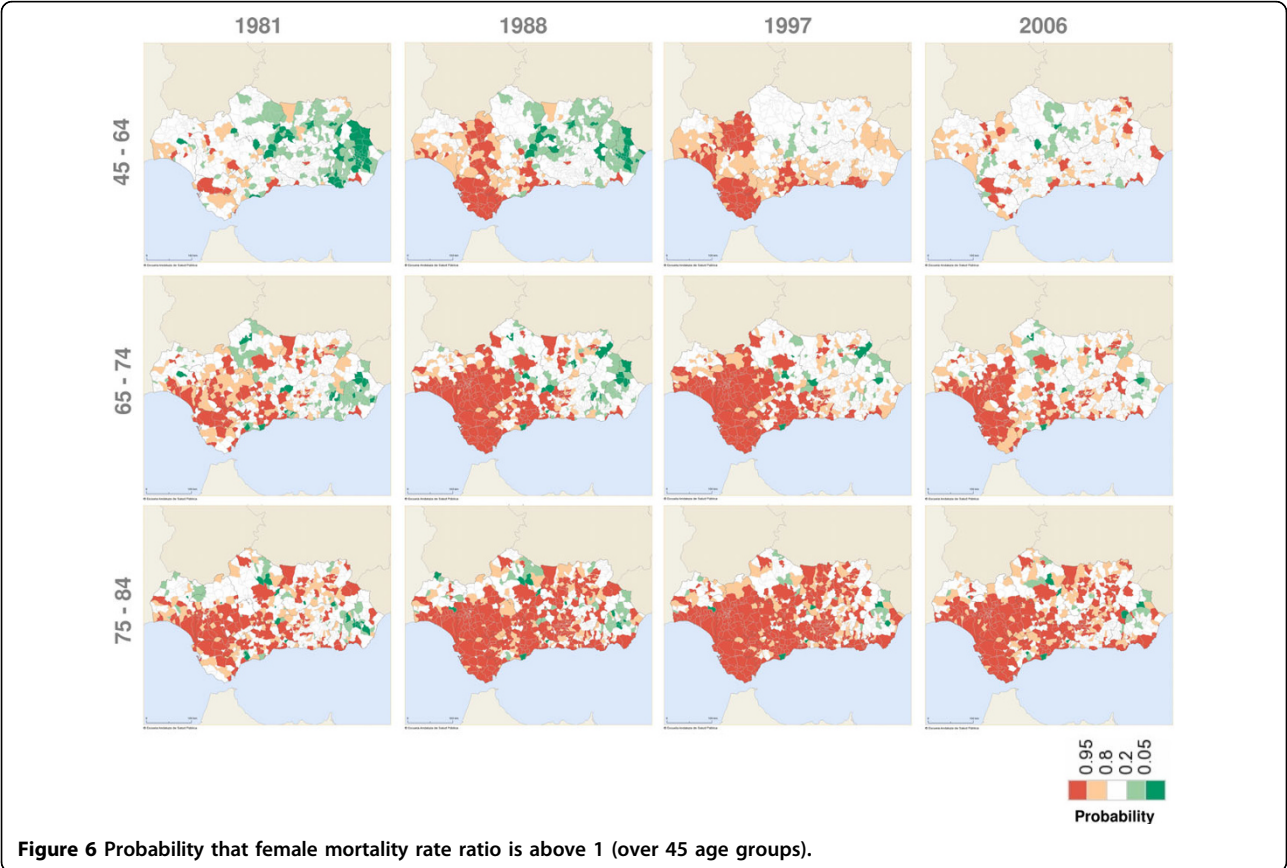 1981 1988 1997 2006
45 - 64
65 - 74
75 - 84
0.95
0.8
0.2
0.05
Probability
Figure 6 Probability that female mortality rate ratio is above 1 (over 45 age groups).